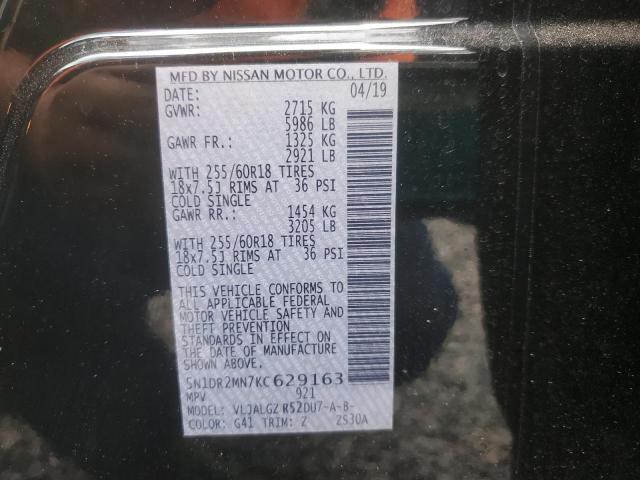 MFD BY NISSAN MOTOR CO., LTD.
DATE: 04/19
GVWR: 2715 KG
5986 LB
GAWR FR.: 1325 KG
2921 LB
WITH 255/60R18 TIRES
18x7.5J RIMS AT 36 PSI
COLD SINGLE
GAWR RR.: 1454 KG
3205 LB
WITH 255/60R18 TIRES
18x7.5J RIMS AT 36 PSI
COLD SINGLE
THIS VEHICLE CONFORMS TO
ALL APPLICABLE FEDERAL
MOTOR VEHICLE SAFETY AND
THEFT PREVENTION
STANDARDS IN EFFECT ON
THE DATE OF MANUFACTURE
SHOWN ABOVE.
5N1DR2MN7KC629163
MPV 921
MODEL: VLJALGZ R52DU7-A-B-
COLOR: G41 TRIM: Z ZS30A